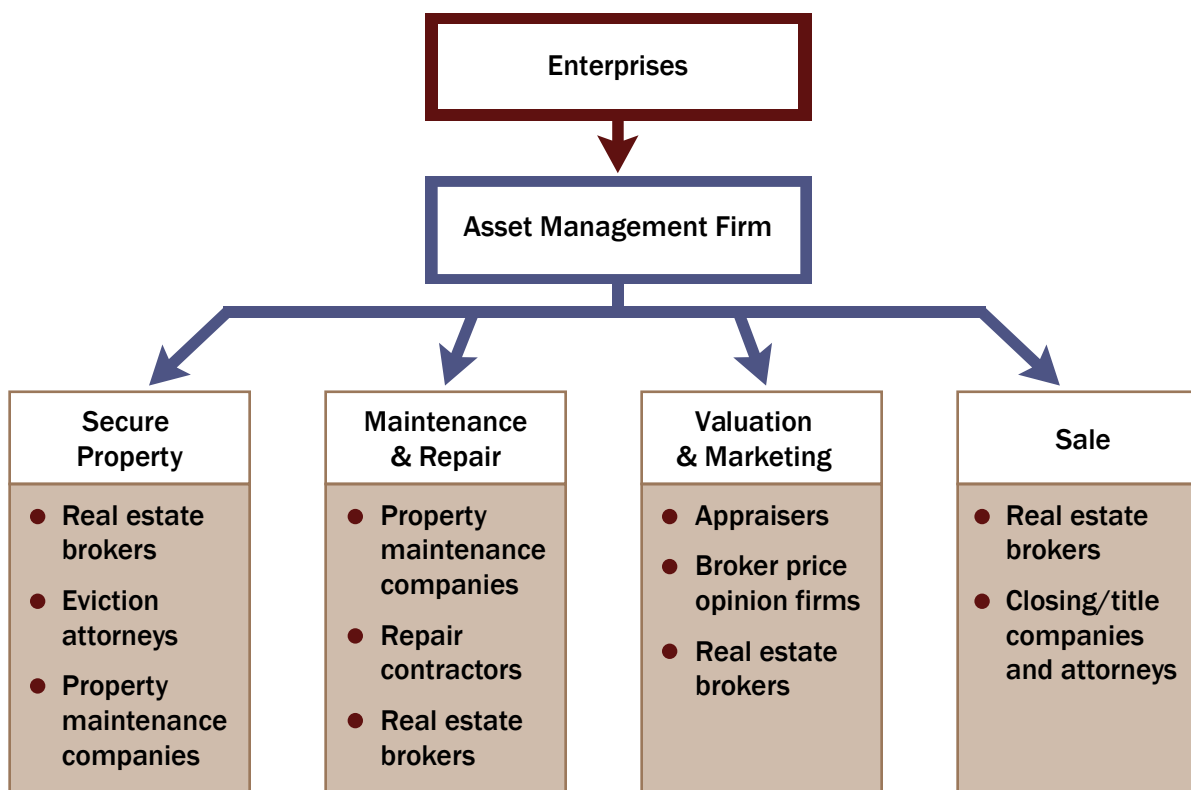 Enterprises
Asset Management Firm
Secure
Property
Real estate
brokers
Eviction
attorneys
Property
maintenance
companies
Maintenance
& Repair
Property
maintenance
companies
Repair
contractors
Real estate
brokers
Valuation
& Marketing
Appraisers
Broker price
opinion firms
Real estate
brokers
Sale
Real estate
brokers
Closing/title
companies
and attorneys